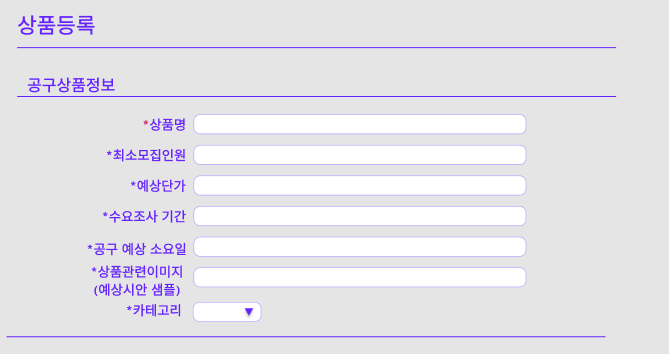 상품등록
공구상품정보
*상품명
*최소모집인원
*예상단가
*수요조사 기간
*공구 예상 소요일
*상품관련이미지
(예상시안 샘플)
*카테고리